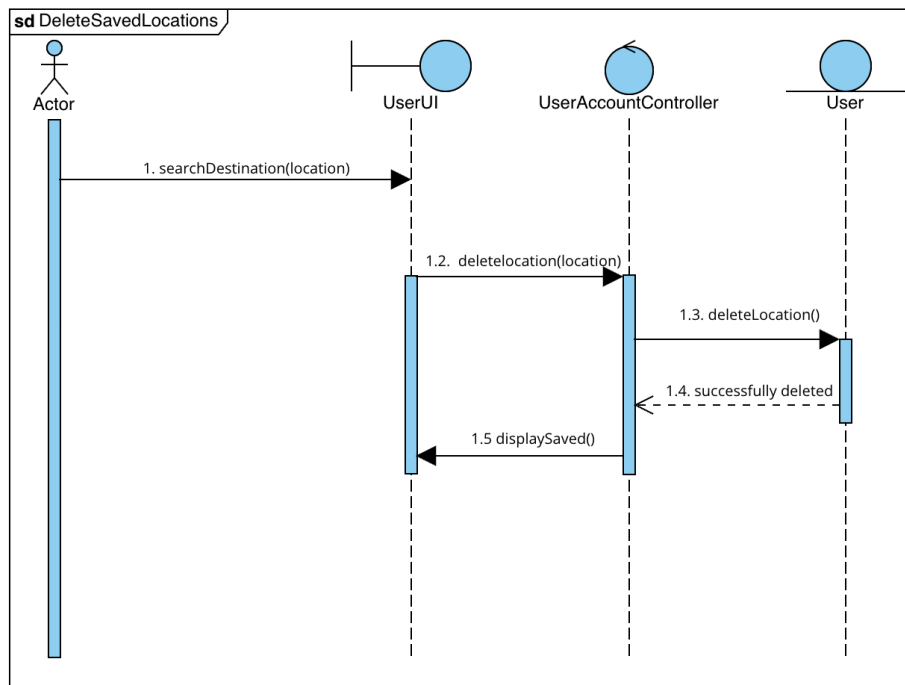 sd DeleteSavedLocations
Actor
UserUI
UserAccountController
User
1. searchDestination(location)
1.2. deletelocation(location)
1.3. deleteLocation()
1.4. successfully deleted
1.5 displaySaved()